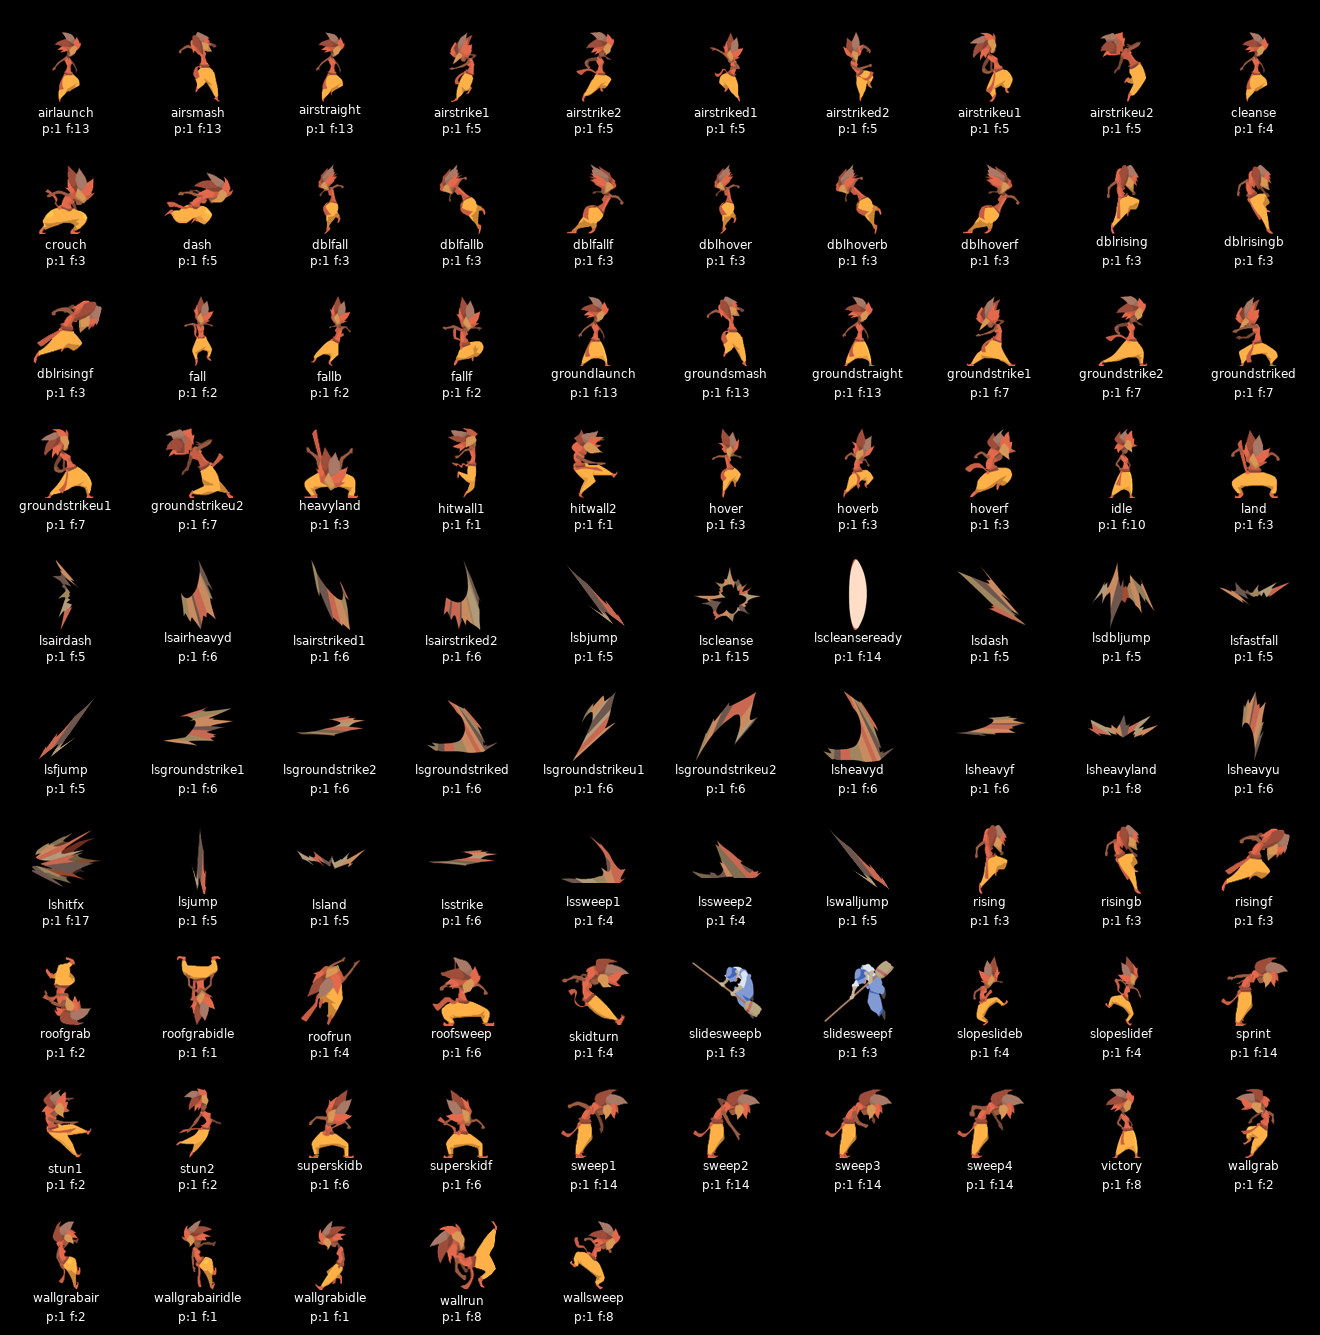 airlaunch airsmash airstraight airstrike1 airstrike2 airstriked1 airstriked2 airstrikeu1 airstrikeu2 cleanse
p:1 f:13 p:1 f:13 p:1 f:13 p:1 f:5 p:1 f:5 p:1 f:5 p:1 f:5 p:1 f:5 p:1 f:5 p:1 f:4
crouch dash dblfall dblfallb dblfallf dblhover dblhoverb dblhoverf dblrising dblrisingb
p:1 f:3 p:1 f:5 p:1 f:3 p:1 f:3 p:1 f:3 p:1 f:3 p:1 f:3 p:1 f:3 p:1 f:3 p:1 f:3
dblrisingf fall fallb fallf groundlaunch groundsmash groundstraight groundstrike1 groundstrike2 groundstriked
p:1 f:3 p:1 f:2 p:1 f:2 p:1 f:2 p:1 f:13 p:1 f:13 p:1 f:13 p:1 f:7 p:1 f:7 p:1 f:7
groundstrikeu1 groundstrikeu2 heavyland hitwall1 hitwall2 hover hoverb hoverf idle land
p:1 f:7 p:1 f:7 p:1 f:3 p:1 f:1 p:1 f:1 p:1 f:3 p:1 f:3 p:1 f:3 p:1 f:10 p:1 f:3
lsairdash lsairheavyd lsairstriked1 lsairstriked2 lsbjump lscleanse lscleanseready lsdash lsdbljump lsfastfall
p:1 f:5 p:1 f:6 p:1 f:6 p:1 f:6 p:1 f:5 p:1 f:15 p:1 f:14 p:1 f:5 p:1 f:5 p:1 f:5
lsfjump lsgroundstrike1 lsgroundstrike2 lsgroundstriked lsgroundstrikeu1 lsgroundstrikeu2 lsheavyd lsheavyf lsheavyland lsheavyu
p:1 f:5 p:1 f:6 p:1 f:6 p:1 f:6 p:1 f:6 p:1 f:6 p:1 f:6 p:1 f:6 p:1 f:8 p:1 f:6
lshitfx lsjump lsland lsstrike lssweep1 lssweep2 lswalljump rising risingb risingf
p:1 f:17 p:1 f:5 p:1 f:5 p:1 f:6 p:1 f:4 p:1 f:4 p:1 f:5 p:1 f:3 p:1 f:3 p:1 f:3
roofgrab roofgrabidle roofrun roofsweep skidturn slidesweepb slidesweepf slopeslideb slopeslidef sprint
p:1 f:2 p:1 f:1 p:1 f:4 p:1 f:6 p:1 f:4 p:1 f:3 p:1 f:3 p:1 f:4 p:1 f:4 p:1 f:14
stun1 stun2 superskidb superskidf sweep1 sweep2 sweep3 sweep4 victory wallgrab
p:1 f:2 p:1 f:2 p:1 f:6 p:1 f:6 p:1 f:14 p:1 f:14 p:1 f:14 p:1 f:14 p:1 f:8 p:1 f:2
wallgrabair wallgrabairidle wallgrabidle wallrun wallsweep
p:1 f:2 p:1 f:1 p:1 f:1 p:1 f:8 p:1 f:8